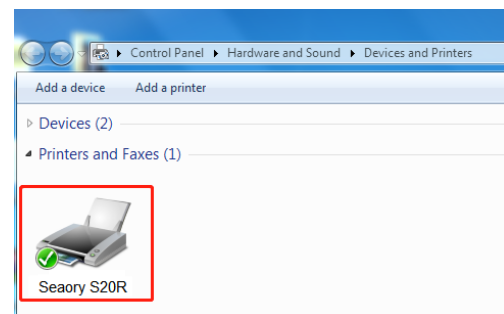 Control Panel ▸ Hardware and Sound ▸ Devices and Printers
Add a device Add a printer
Devices (2)
Printers and Faxes (1)
Seaory S20R